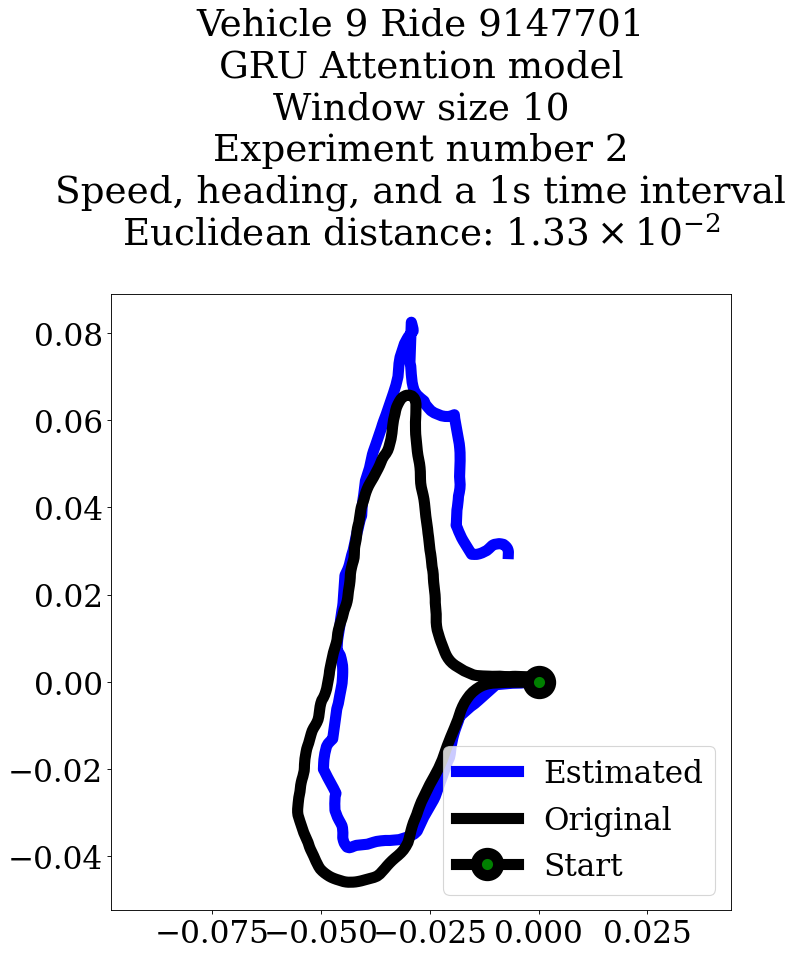 Vehicle 9 Ride 9147701
GRU Attention model
Window size 10
Experiment number 2
Speed, heading, and a 1s time interval
Euclidean distance: 1.33 × 10⁻²
0.08
0.06
0.04
0.02
0.00
−0.02
−0.04
Estimated
Original
Start
−0.075 −0.050 −0.025 0.000 0.025